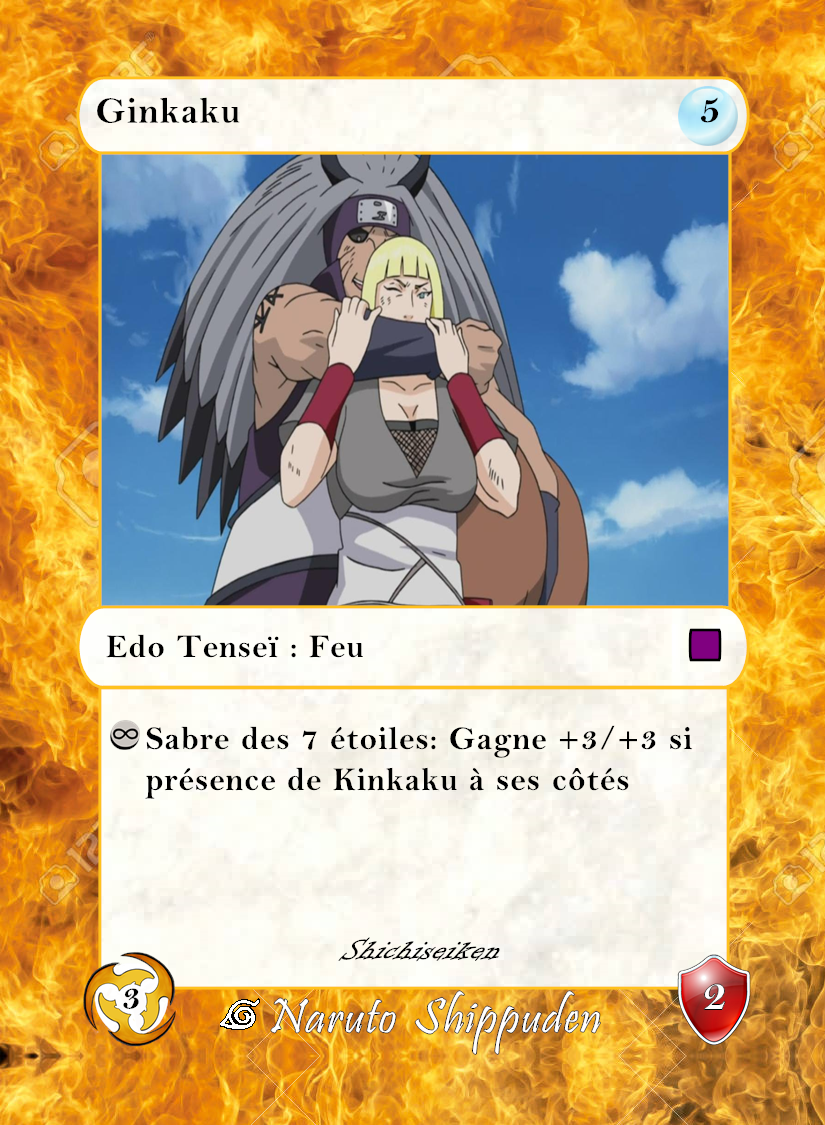 Ginkaku
5
Edo Tenseï : Feu
∞ Sabre des 7 étoiles: Gagne +3/+3 si
présence de Kinkaku à ses côtés
Shichiseiken
3
Naruto Shippuden
2